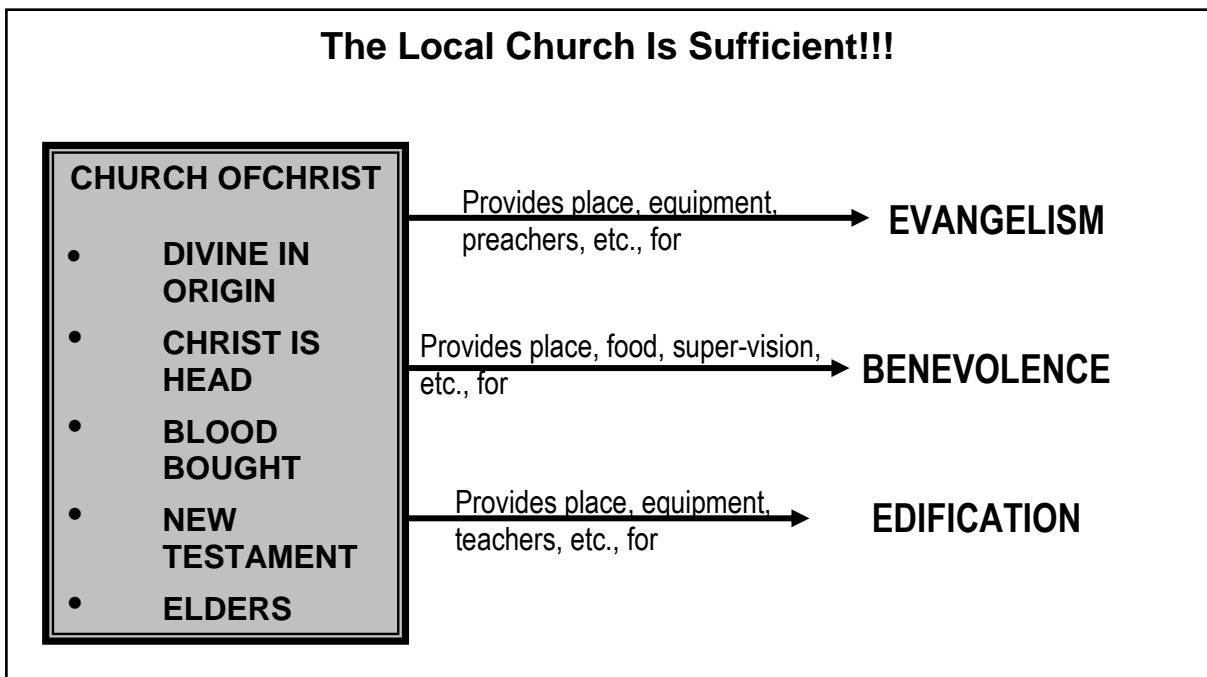 The Local Church Is Sufficient!!!
CHURCH OFCHRIST
• DIVINE IN
ORIGIN
• CHRIST IS
HEAD
• BLOOD
BOUGHT
• NEW
TESTAMENT
• ELDERS
Provides place, equipment,
preachers, etc., for
EVANGELISM
Provides place, food, super-vision,
etc., for
BENEVOLENCE
Provides place, equipment,
teachers, etc., for
EDIFICATION